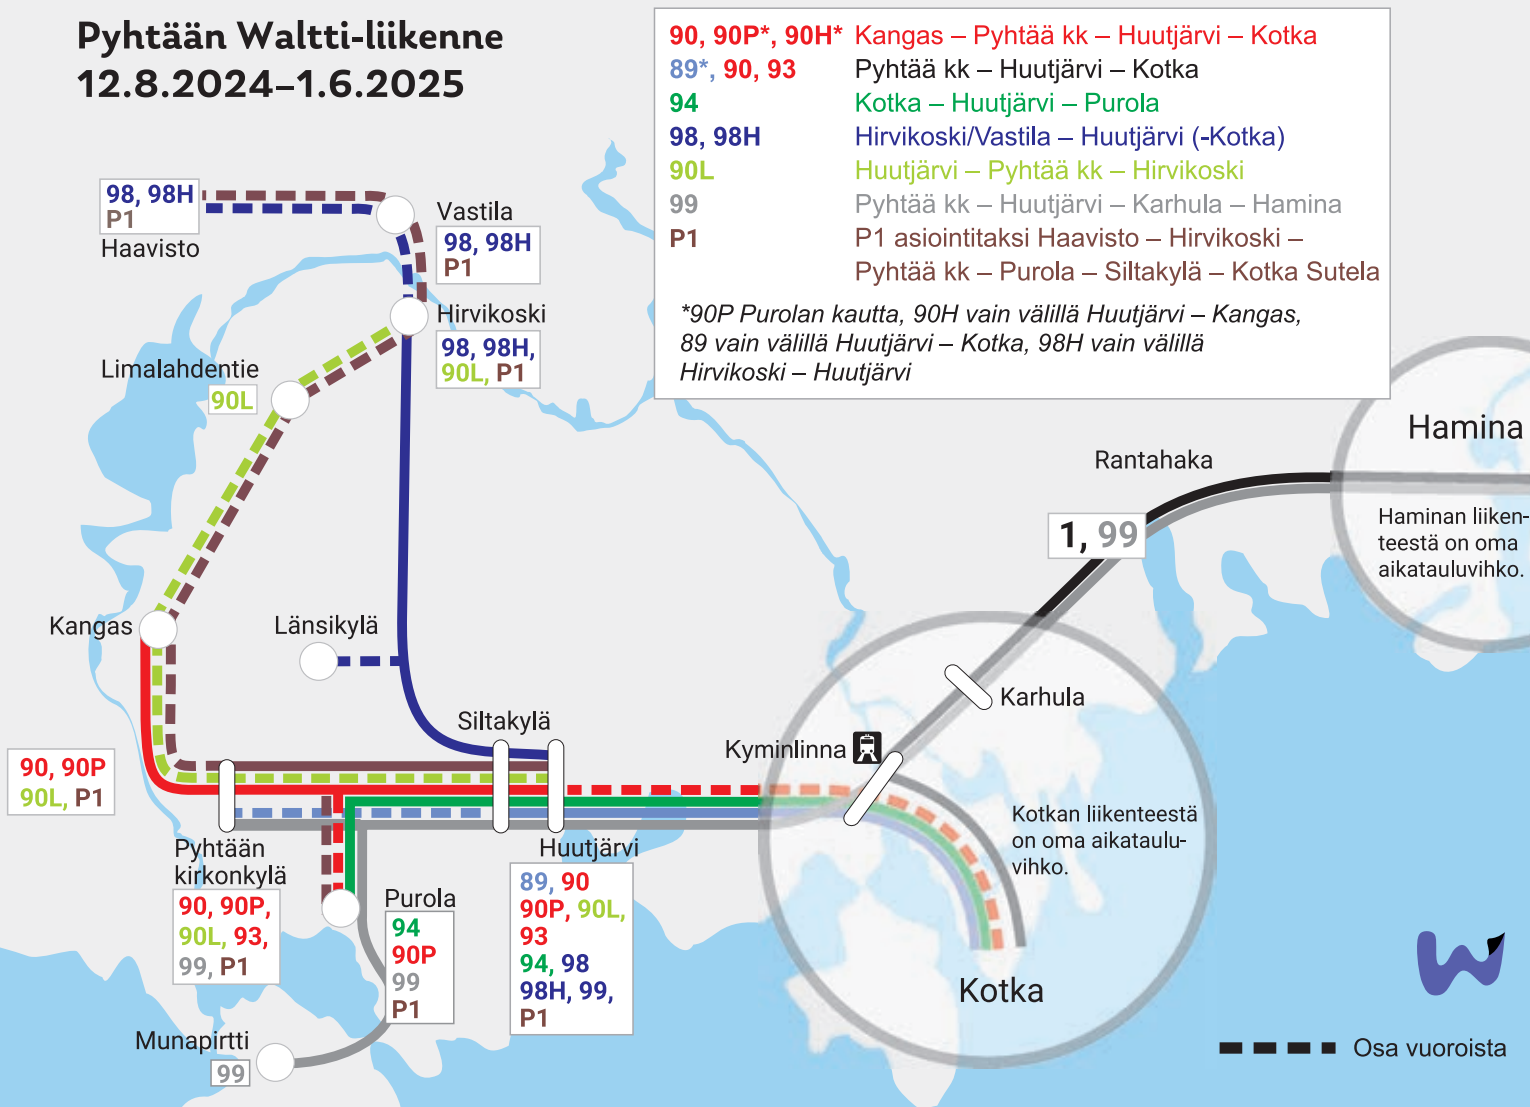 Pyhtään Waltti-liikenne
12.8.2024–1.6.2025
90, 90P*, 90H* Kangas – Pyhtää kk – Huutjärvi – Kotka
89*, 90, 93 Pyhtää kk – Huutjärvi – Kotka
94 Kotka – Huutjärvi – Purola
98, 98H Hirvikoski/Vastila – Huutjärvi (-Kotka)
90L Huutjärvi – Pyhtää kk – Hirvikoski
99 Pyhtää kk – Huutjärvi – Karhula – Hamina
P1 P1 asiointitaksi Haavisto – Hirvikoski –
Pyhtää kk – Purola – Siltakylä – Kotka Sutela
*90P Purolan kautta, 90H vain välillä Huutjärvi – Kangas,
89 vain välillä Huutjärvi – Kotka, 98H vain välillä
Hirvikoski – Huutjärvi
98, 98H
P1
Haavisto
Vastila
98, 98H
P1
Hirvikoski
98, 98H,
90L, P1
Limalahdentie
90L
Hamina
Haminan liiken-
teestä on oma
aikatauluvihko.
Rantahaka
1, 99
Kangas
Länsikylä
Siltakylä
Karhula
Kyminlinna
90, 90P
90L, P1
Kotkan liikenteestä
on oma aikataulu-
vihko.
Pyhtään
kirkonkylä
90, 90P,
90L, 93,
99, P1
Purola
94
90P
99
P1
Huutjärvi
89, 90
90P, 90L,
93
94, 98
98H, 99,
P1
Kotka
Munapirtti
99
Osa vuoroista